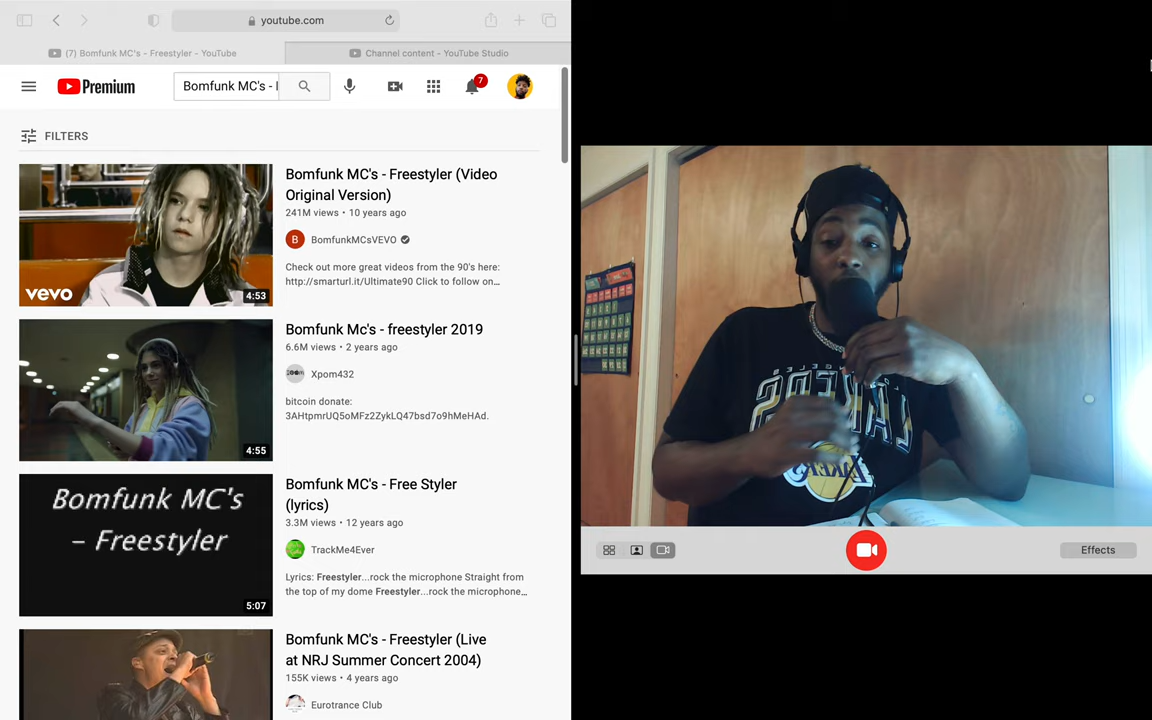 youtube.com
(7) Bomfunk MC's - Freestyler - YouTube
Channel content - YouTube Studio
Premium
Bomfunk MC's - I
7
FILTERS
vevo
4:53
Bomfunk MC's - Freestyler (Video
Original Version)
241M views • 10 years ago
B
BomfunkMCsVEVO
Check out more great videos from the 90's here:
http://smarturl.it/Ultimate90 Click to follow on...
4:55
Bomfunk Mc's - freestyler 2019
6.6M views • 2 years ago
Xpom432
bitcoin donate:
3AHtpmrUQ5oMFz2ZykLQ47bsd7o9hMeHAd.
Bomfunk MC's
- Freestyler
5:07
Bomfunk MC's - Free Styler
(lyrics)
3.3M views • 12 years ago
TrackMe4Ever
Lyrics: Freestyler...rock the microphone Straight from
the top of my dome Freestyler...rock the microphone...
Bomfunk MC's - Freestyler (Live
at NRJ Summer Concert 2004)
155K views • 4 years ago
Eurotrance Club
LAKERS
LAKERS
Effects